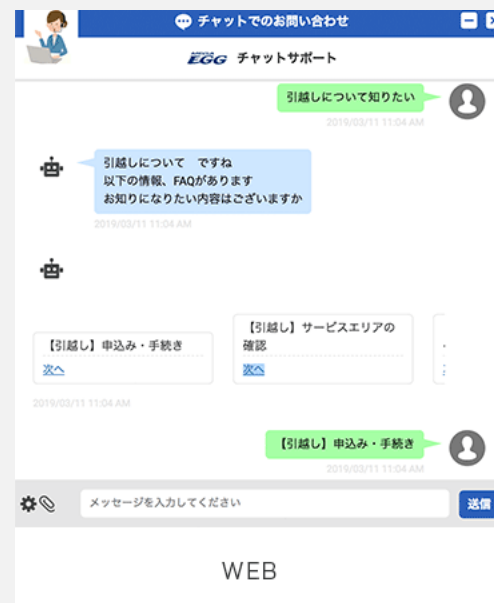 チャットでのお問い合わせ
EGG チャットサポート
引越しについて知りたい
2019/03/11 11:04 AM
引越しについて　ですね
以下の情報、FAQがあります
お知りになりたい内容はございますか
2019/03/11 11:04 AM
【引越し】申込み・手続き
次へ
【引越し】サービスエリアの
確認
次へ
2019/03/11 11:04 AM
【引越し】申込み・手続き
2019/03/11 11:04 AM
メッセージを入力してください
送信
WEB